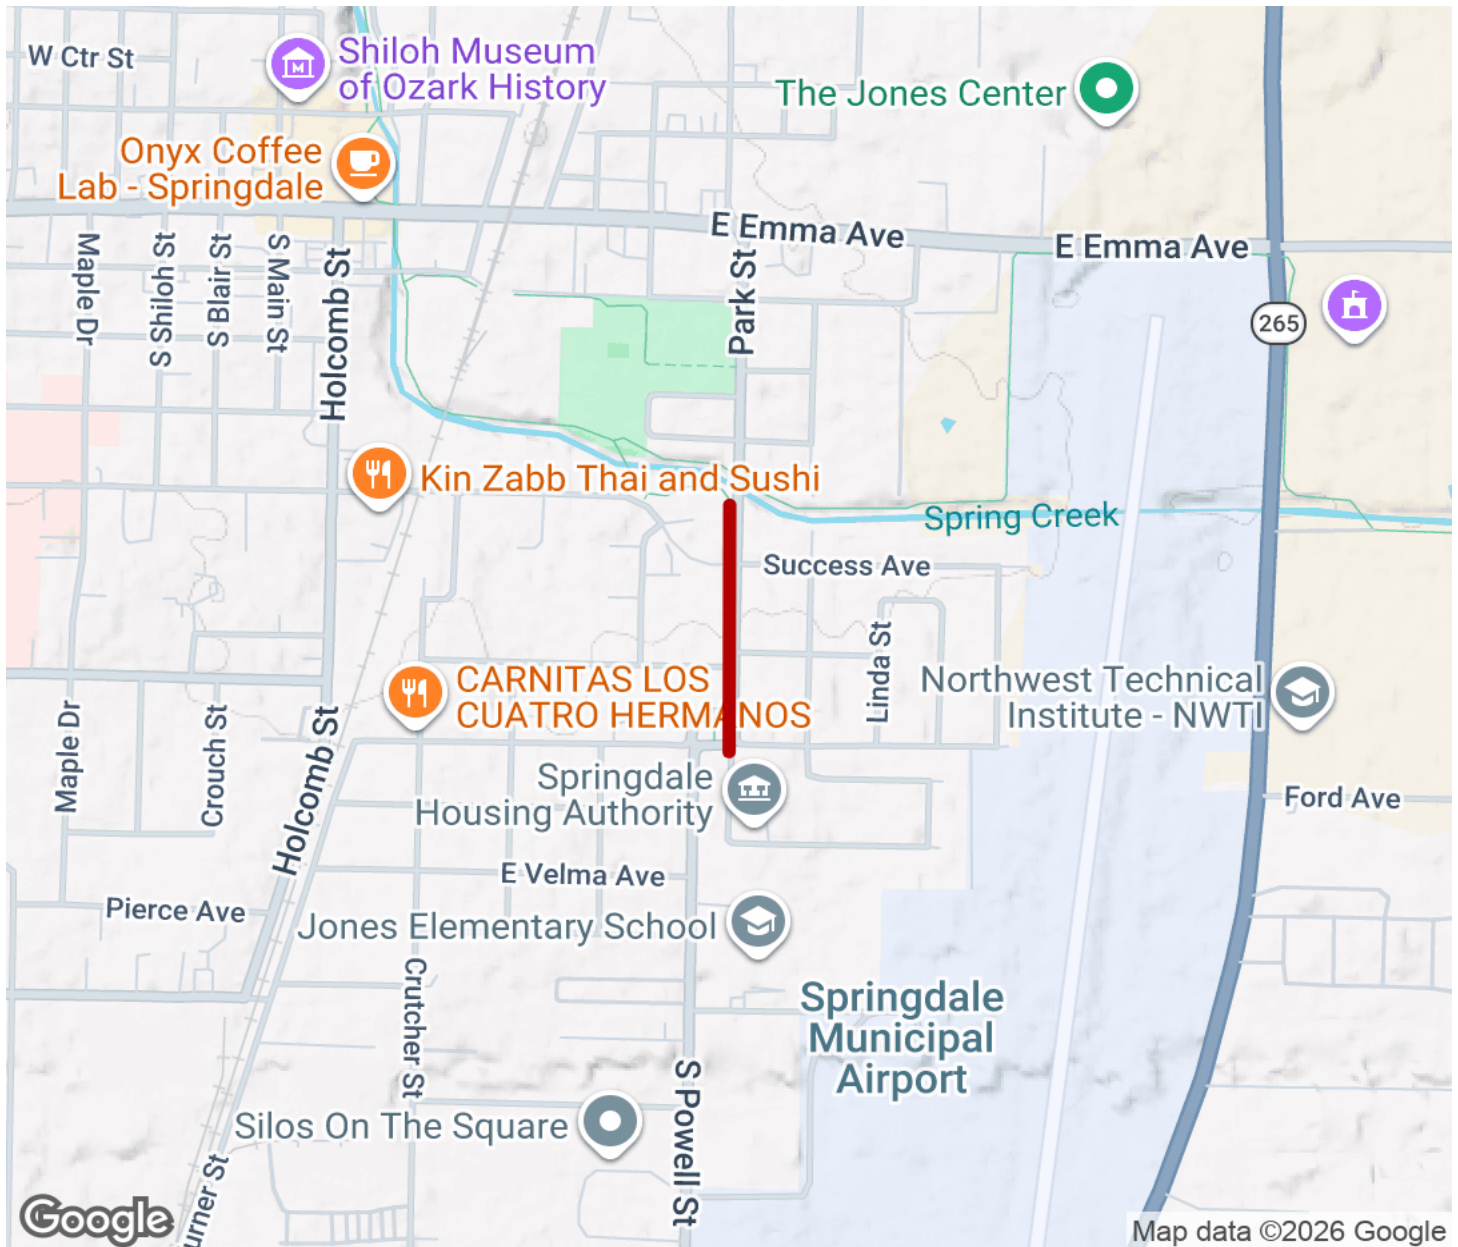 W Ctr St
Shiloh Museum
of Ozark History
The Jones Center
Onyx Coffee
Lab - Springdale
E Emma Ave
E Emma Ave
Maple Dr
S Shiloh St
S Blair St
S Main St
Holcomb St
Park St
265
Kin Zabb Thai and Sushi
Spring Creek
Success Ave
Linda St
CARNITAS LOS
CUATRO HERMANOS
Northwest Technical
Institute - NWTI
Maple Dr
Crouch St
Holcomb St
Springdale
Housing Authority
Ford Ave
E Velma Ave
Pierce Ave
Jones Elementary School
Crutcher St
Springdale
Municipal
Airport
S Powell St
Silos On The Square
urner St
Google
Map data ©2026 Google